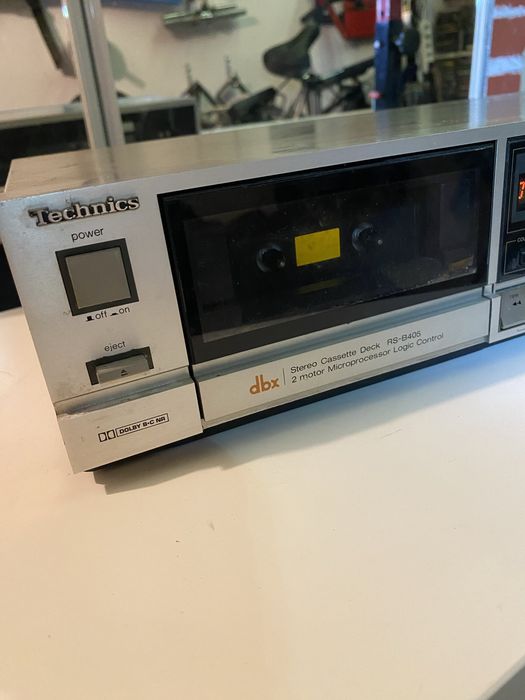 Technics
power
off on
eject
dbx
Stereo Cassette Deck RS-B405
2 motor Microprocessor Logic Control
DOLBY B-C NR